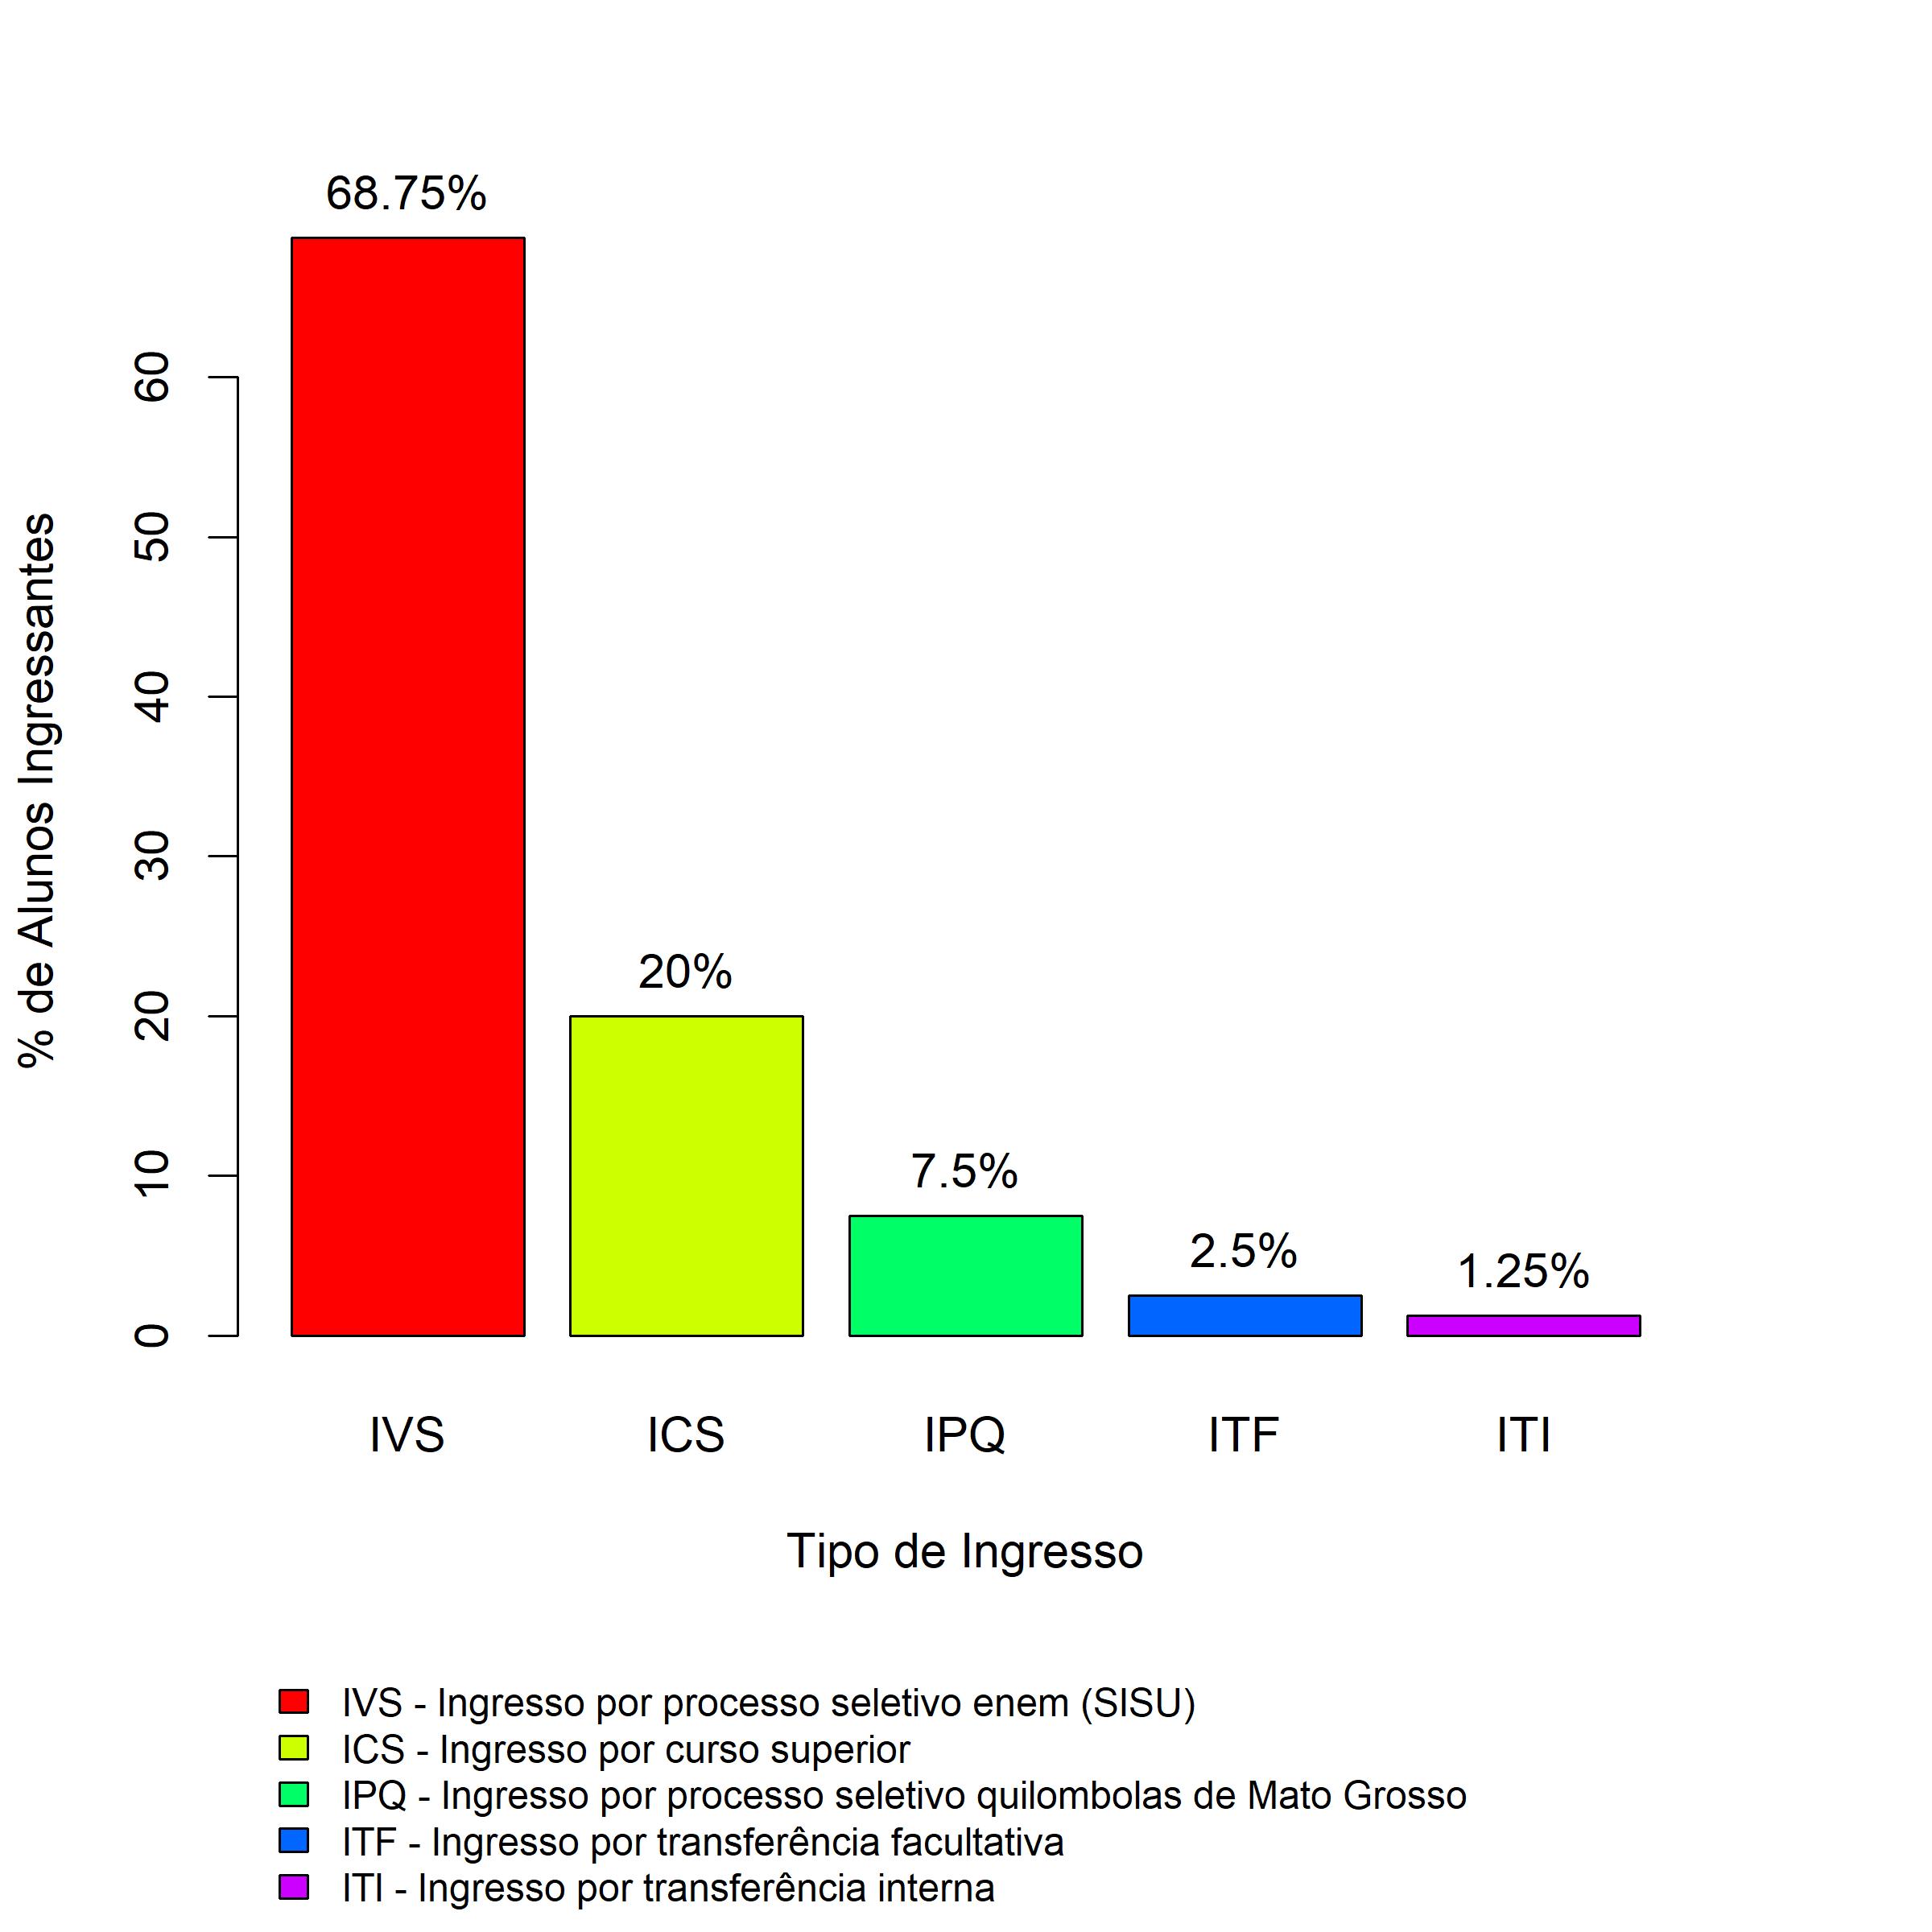 68.75%
20%
7.5%
2.5%
1.25%
% de Alunos Ingressantes
60
50
40
30
20
10
0
IVS ICS IPQ ITF ITI
Tipo de Ingresso
IVS - Ingresso por processo seletivo enem (SISU)
ICS - Ingresso por curso superior
IPQ - Ingresso por processo seletivo quilombolas de Mato Grosso
ITF - Ingresso por transferência facultativa
ITI - Ingresso por transferência interna